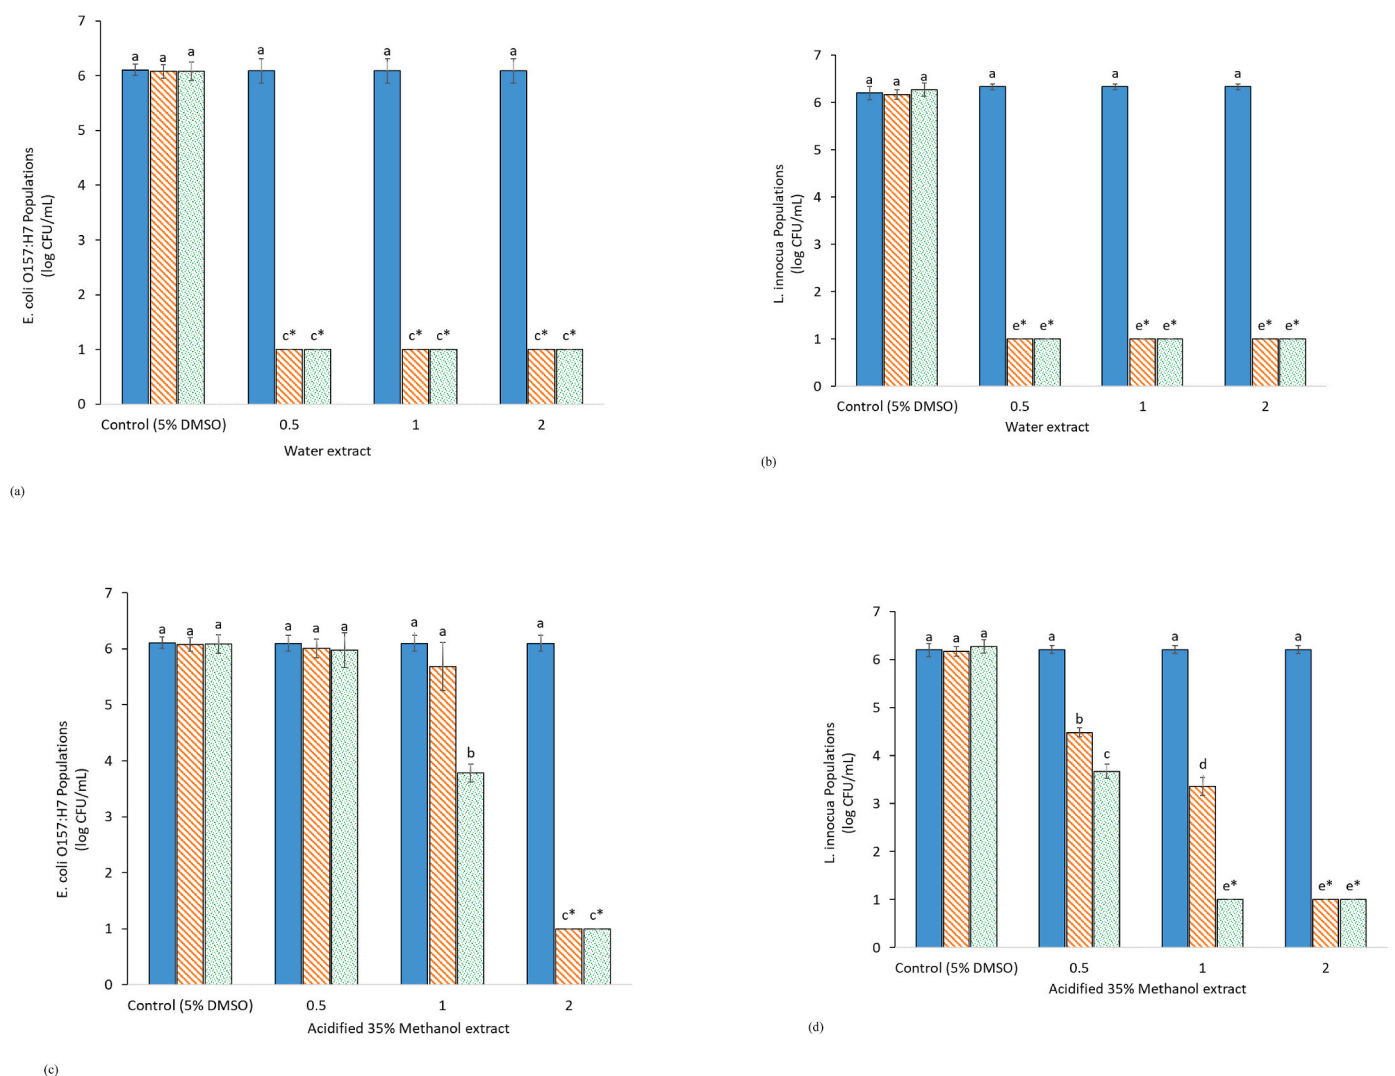 7
6
5
4
3
2
1
0
E. coli O157:H7 Populations
(log CFU/mL)
a a a a a a
c* c* c* c* c* c*
Control (5% DMSO) 0.5 1 2
Water extract
(a)
7
6
5
4
3
2
1
0
L. innocua Populations
(log CFU/mL)
a a a a a a
e* e* e* e* e* e*
Control (5% DMSO) 0.5 1 2
Water extract
(b)
7
6
5
4
3
2
1
0
E. coli O157:H7 Populations
(log CFU/mL)
a a a a a a a a a
b
c* c*
Control (5% DMSO) 0.5 1 2
Acidified 35% Methanol extract
(c)
7
6
5
4
3
2
1
0
L. innocua Populations
(log CFU/mL)
a a a a a a
b
c
d
e* e* e*
Control (5% DMSO) 0.5 1 2
Acidified 35% Methanol extract
(d)